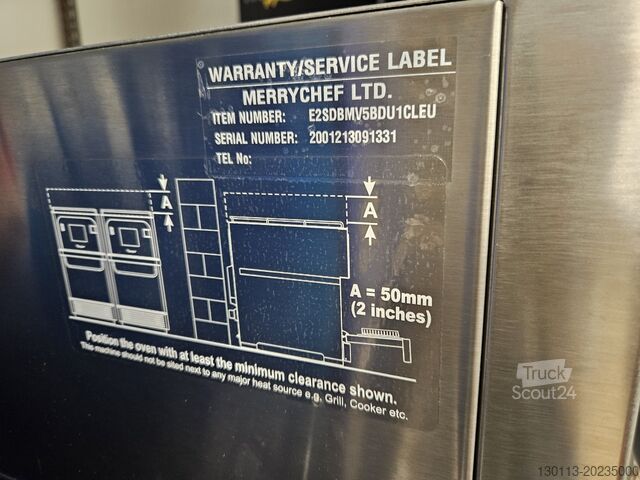 WARRANTY/SERVICE LABEL
MERRYCHEF LTD.
ITEM NUMBER: E2SDBMV5BDU1CLEU
SERIAL NUMBER: 2001213091331
TEL No:
A
A
A = 50mm
(2 inches)
Position the oven with at least the minimum clearance shown.
This machine should not be sited next to any major heat source e.g. Grill, Cooker etc.
Truck
Scout24
130113-20235000